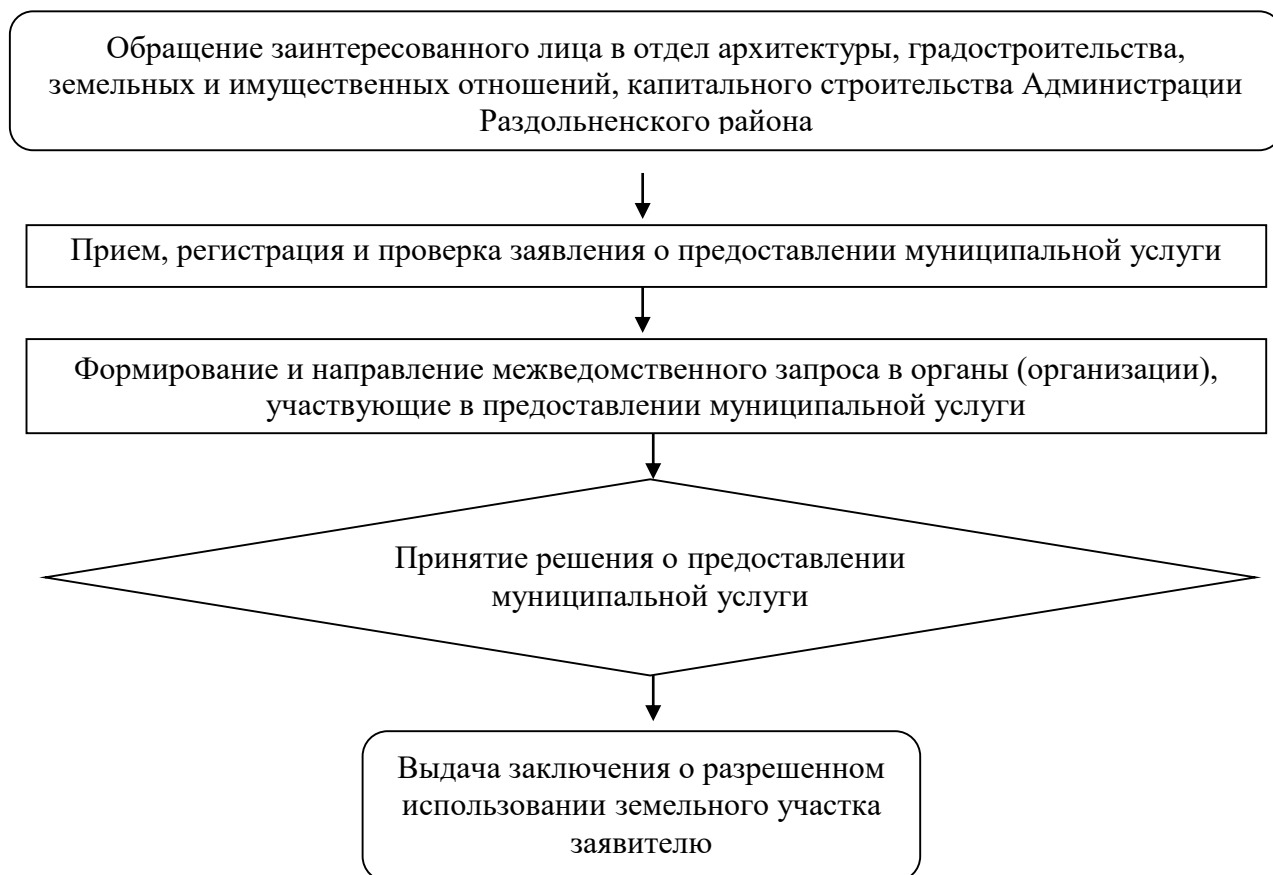 Обращение заинтересованного лица в отдел архитектуры, градостроительства,
земельных и имущественных отношений, капитального строительства Администрации
Раздольненского района
Прием, регистрация и проверка заявления о предоставлении муниципальной услуги
Формирование и направление межведомственного запроса в органы (организации),
участвующие в предоставлении муниципальной услуги
Принятие решения о предоставлении
муниципальной услуги
Выдача заключения о разрешенном
использовании земельного участка
заявителю